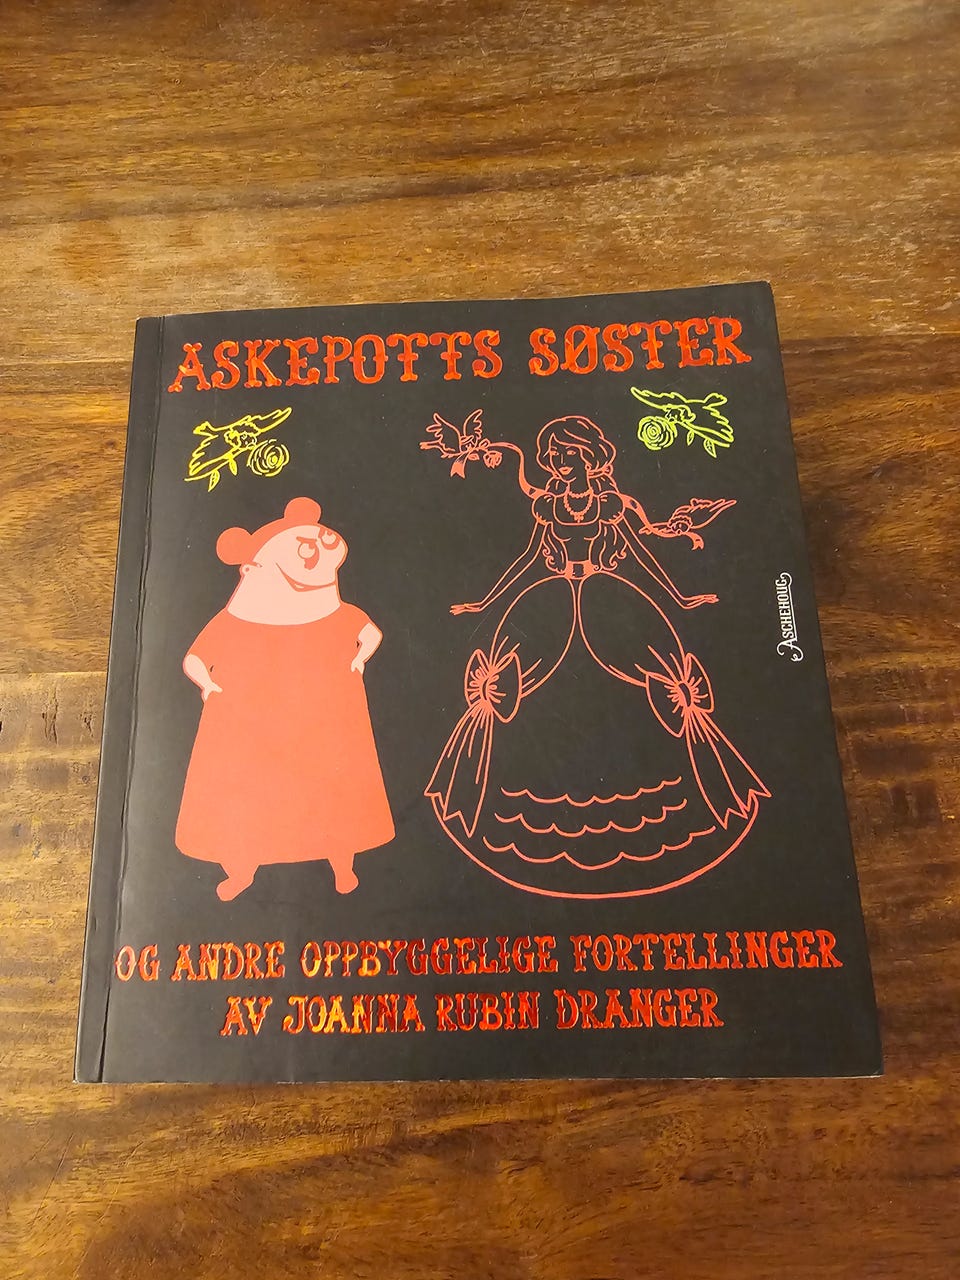 ASKEPOTTS SØSTER
ASCHEHOUG
OG ANDRE OPPBYGGELIGE FORTELLINGER
AV JOANNA RUBIN DRANGER